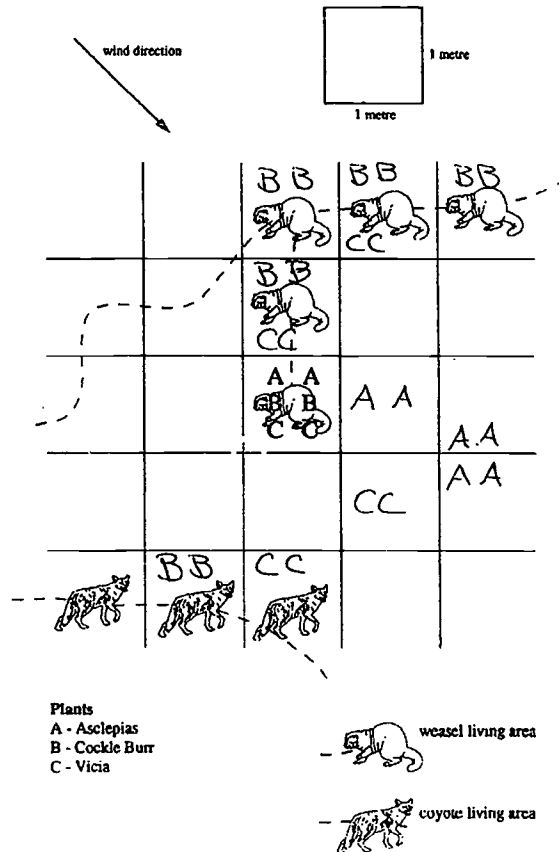 wind direction
1 metre
1 metre
B B B B B B
C C
B B
C C
A A
B B A A
C C
A A
A A
C C
B B C C
Plants
A - Asclepias
B - Cockle Burr
C - Vicia
weasel living area
coyote living area